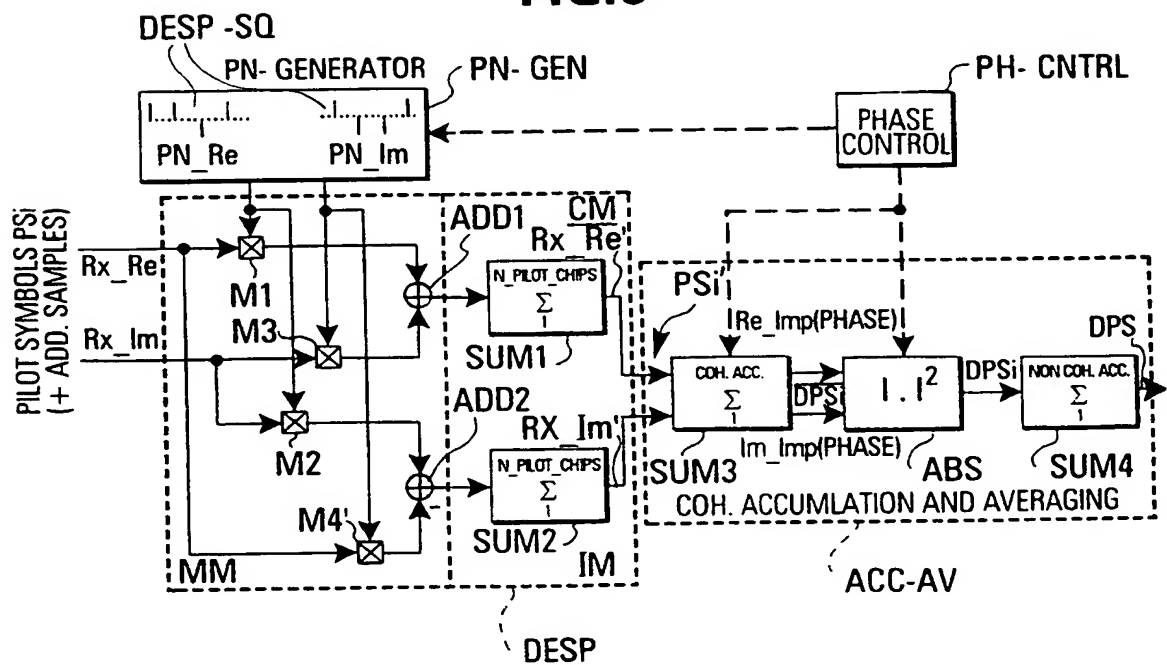 DESP -SQ
PN- GENERATOR
PN- GEN
PH- CNTRL
PN_Re
PN_Im
PHASE
CONTROL
PILOT SYMBOLS PSi
(+ ADD. SAMPLES)
Rx_Re
Rx_Im
M1
M3
M2
M4'
MM
ADD1
ADD2
CM
Rx_Re'
N_PILOT_CHIPS
Σ
1
SUM1
RX_Im'
N_PILOT_CHIPS
Σ
1
SUM2
IM
PSi'
Re_Imp(PHASE)
COH. ACC.
Σ
1
DPSi
Im_Imp(PHASE)
SUM3
|.|²
ABS
DPSi
NON COH. ACC.
Σ
1
DPS
SUM4
COH. ACCUMLATION AND AVERAGING
ACC-AV
DESP